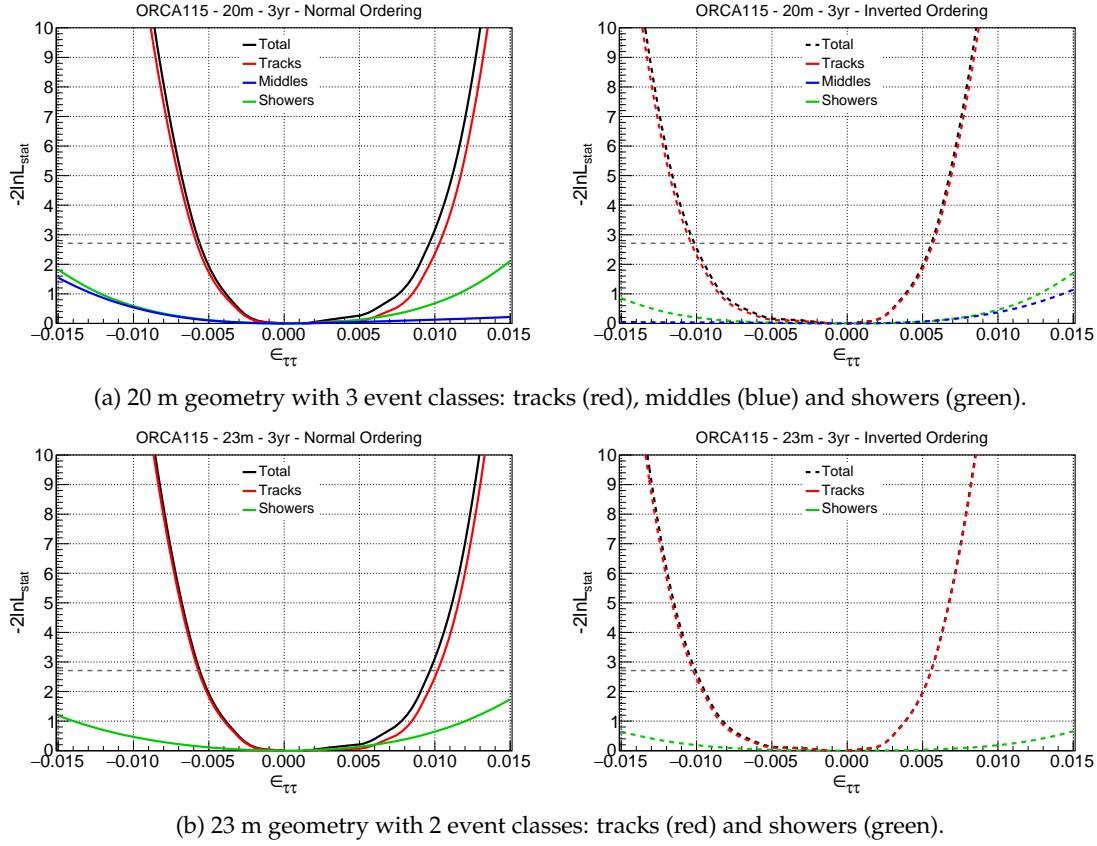 ORCA115 - 20m - 3yr - Normal Ordering
10
9
8
7
6
5
4
3
2
1
0
-2lnL_stat
Total
Tracks
Middles
Showers
−0.015 −0.010 −0.005 0.000 0.005 0.010 0.015
∈_ττ
ORCA115 - 20m - 3yr - Inverted Ordering
10
9
8
7
6
5
4
3
2
1
0
-2lnL_stat
Total
Tracks
Middles
Showers
−0.015 −0.010 −0.005 0.000 0.005 0.010 0.015
∈_ττ
(a) 20 m geometry with 3 event classes: tracks (red), middles (blue) and showers (green).
ORCA115 - 23m - 3yr - Normal Ordering
10
9
8
7
6
5
4
3
2
1
0
-2lnL_stat
Total
Tracks
Showers
−0.015 −0.010 −0.005 0.000 0.005 0.010 0.015
∈_ττ
ORCA115 - 23m - 3yr - Inverted Ordering
10
9
8
7
6
5
4
3
2
1
0
-2lnL_stat
Total
Tracks
Showers
−0.015 −0.010 −0.005 0.000 0.005 0.010 0.015
∈_ττ
(b) 23 m geometry with 2 event classes: tracks (red) and showers (green).